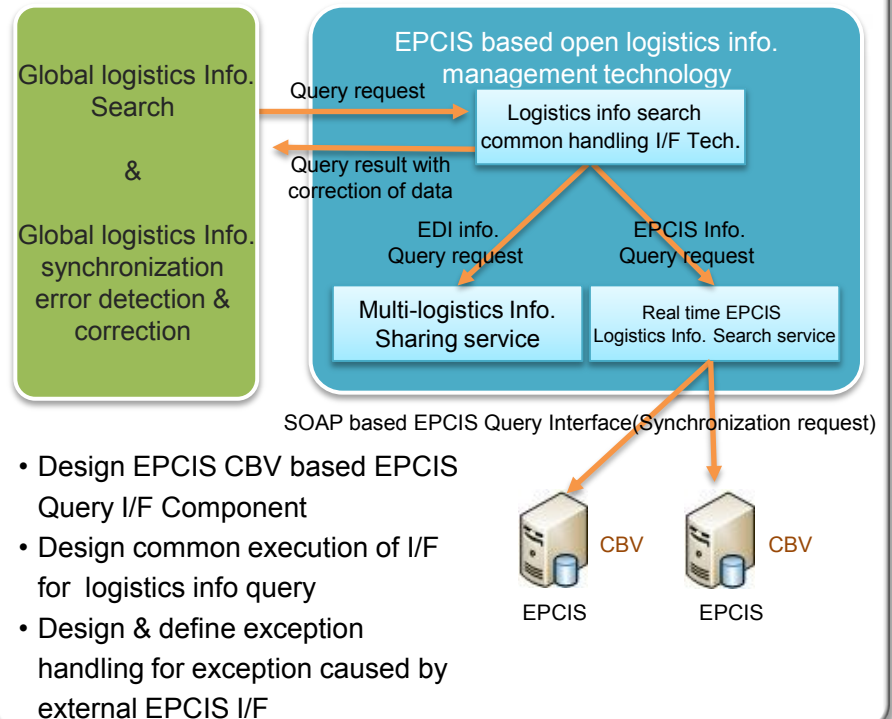 Global logistics Info.
Search
&
Global logistics Info.
synchronization
error detection &
correction
EPCIS based open logistics info.
management technology
Query request
Logistics info search
common handling I/F Tech.
Query result with
correction of data
EDI info.
Query request
EPCIS Info.
Query request
Multi-logistics Info.
Sharing service
Real time EPCIS
Logistics Info. Search service
SOAP based EPCIS Query Interface(Synchronization request)
• Design EPCIS CBV based EPCIS
Query I/F Component
• Design common execution of I/F
for logistics info query
• Design & define exception
handling for exception caused by
external EPCIS I/F
CBV
EPCIS
CBV
EPCIS